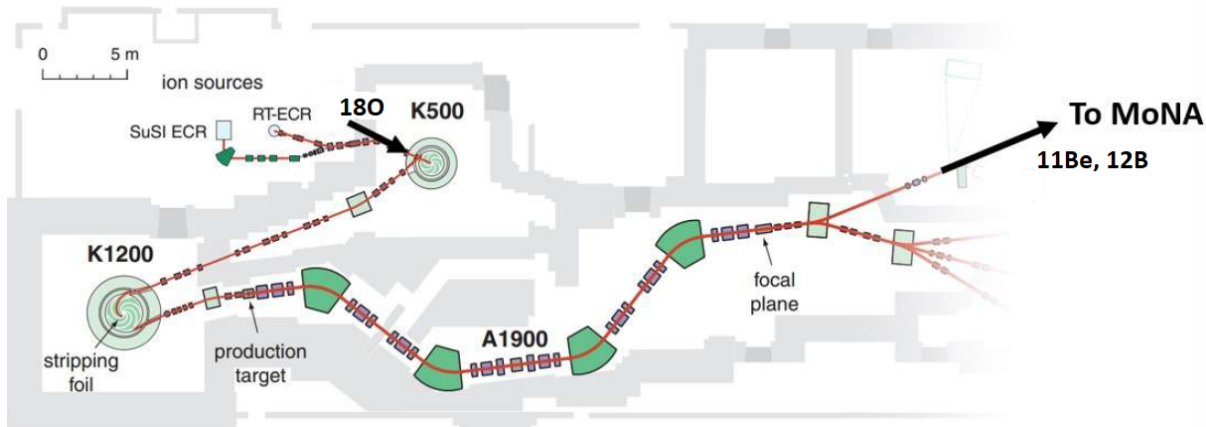 0 5 m
ion sources
RT-ECR
SuSI ECR
18O
K500
To MoNA
11Be, 12B
K1200
stripping
foil
production
target
A1900
focal
plane